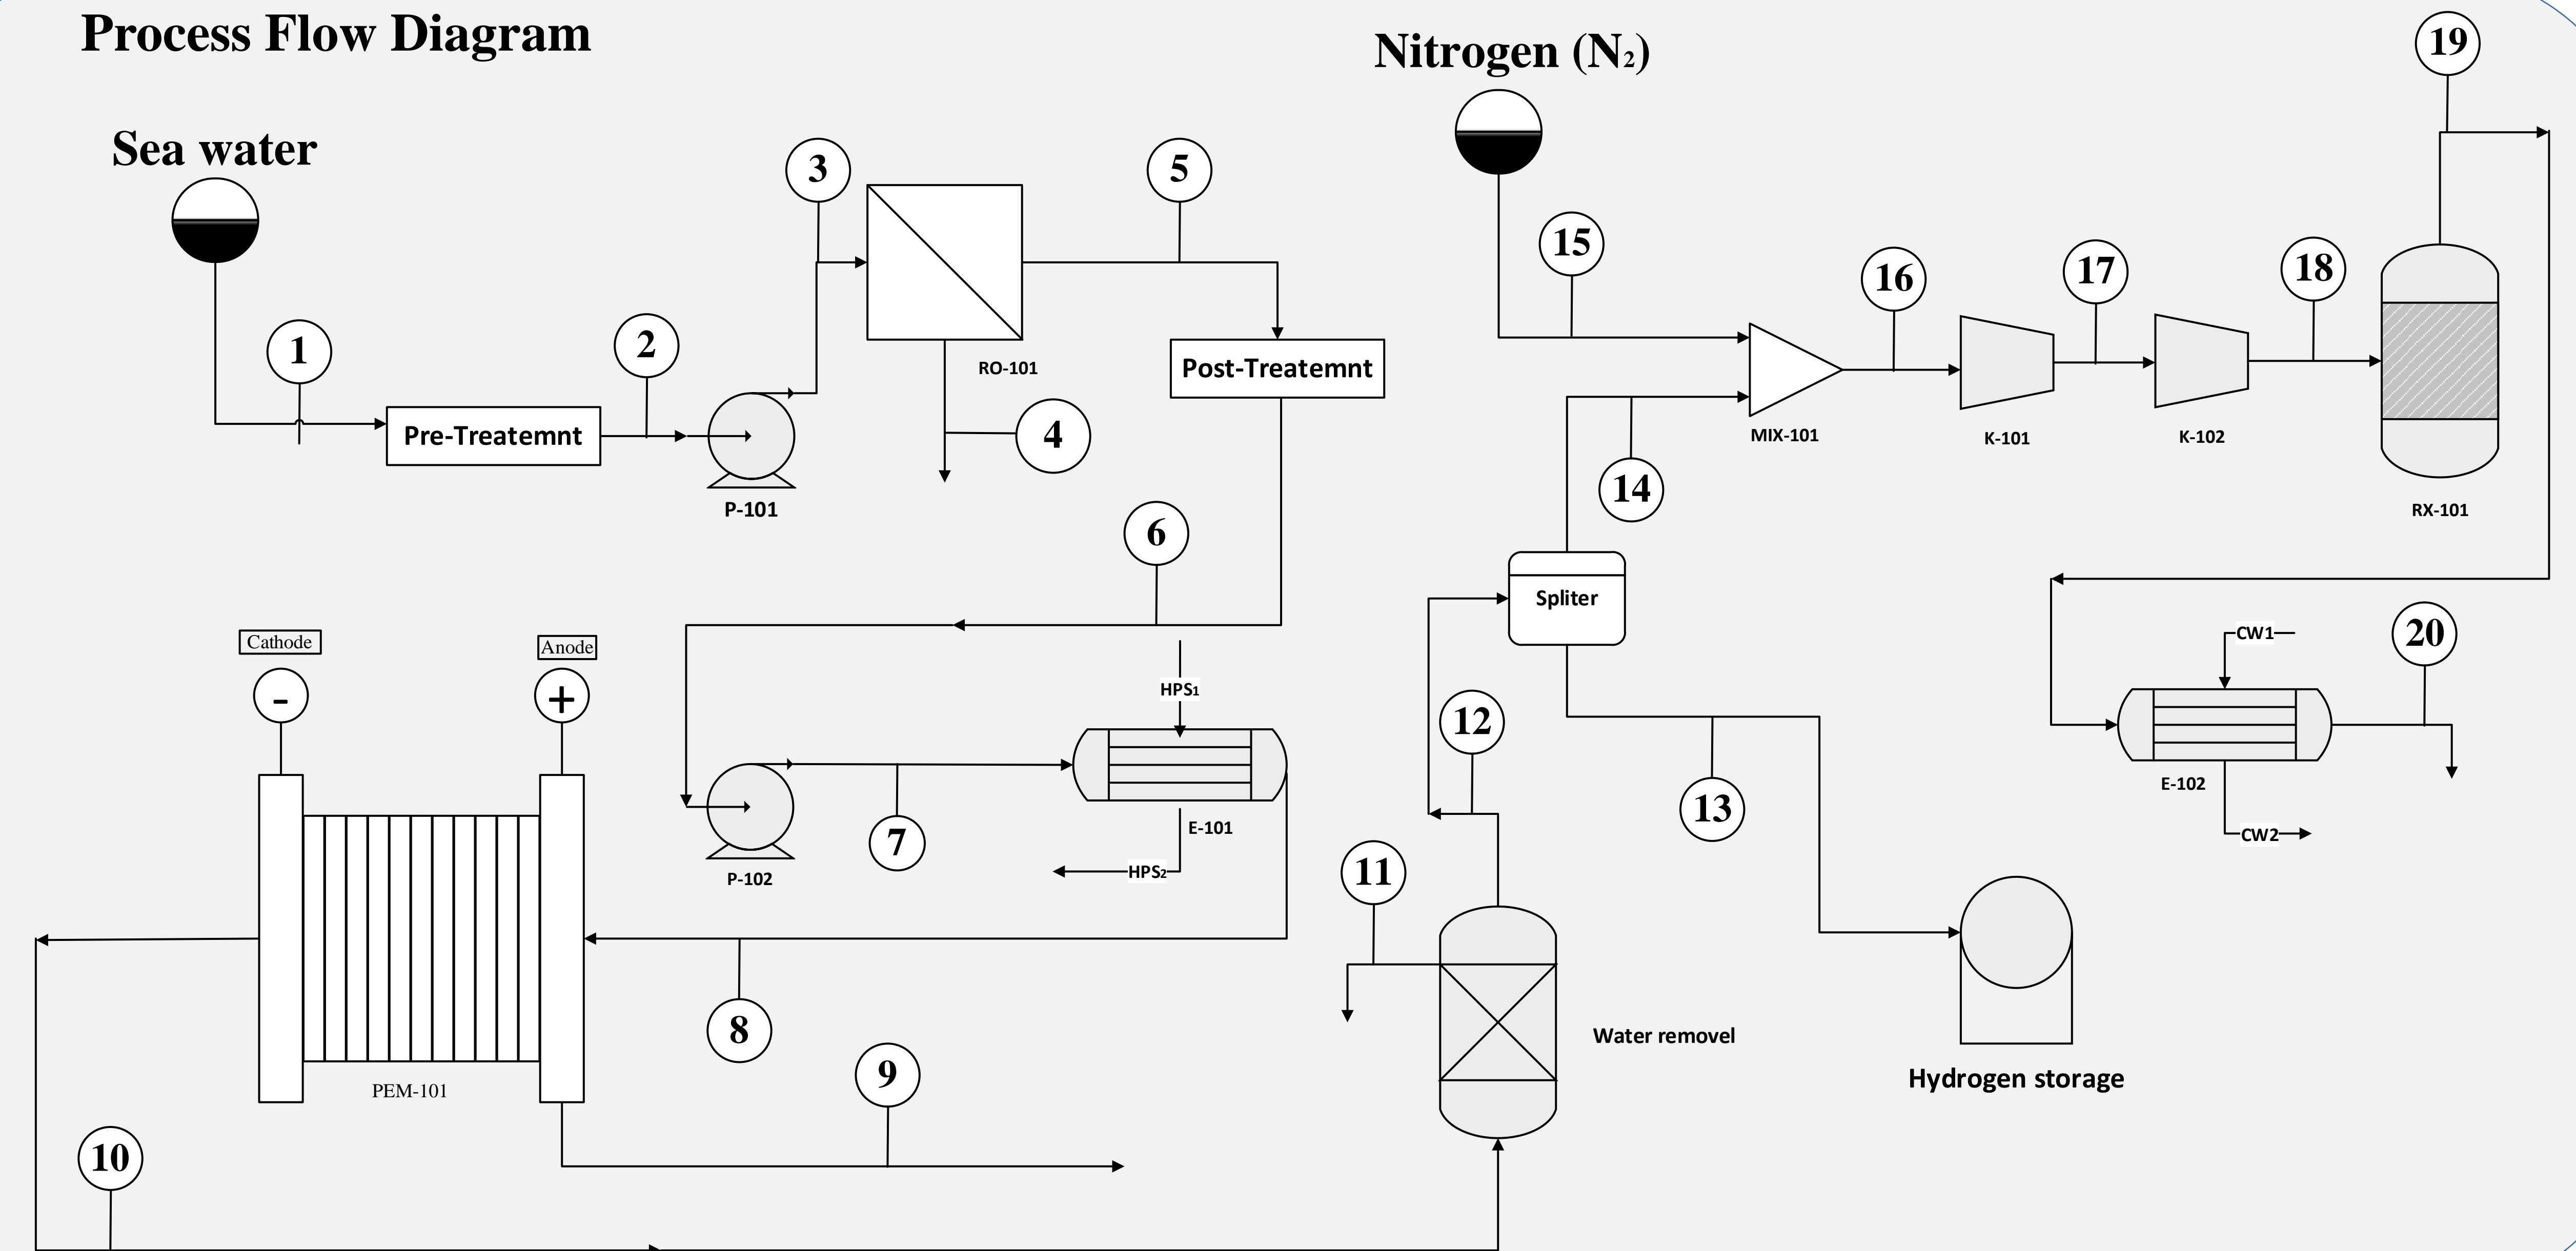 Process Flow Diagram
Nitrogen (N₂)
19
Sea water
3
5
15
16
17
18
1
2
RO-101
Post-Treatemnt
Pre-Treatemnt
4
MIX-101
K-101
K-102
P-101
14
RX-101
6
Spliter
Cathode
Anode
CW1
20
-
+
HPS₁
12
E-102
13
7
E-101
CW2
P-102
HPS₂
11
8
Water removel
9
Hydrogen storage
PEM-101
10